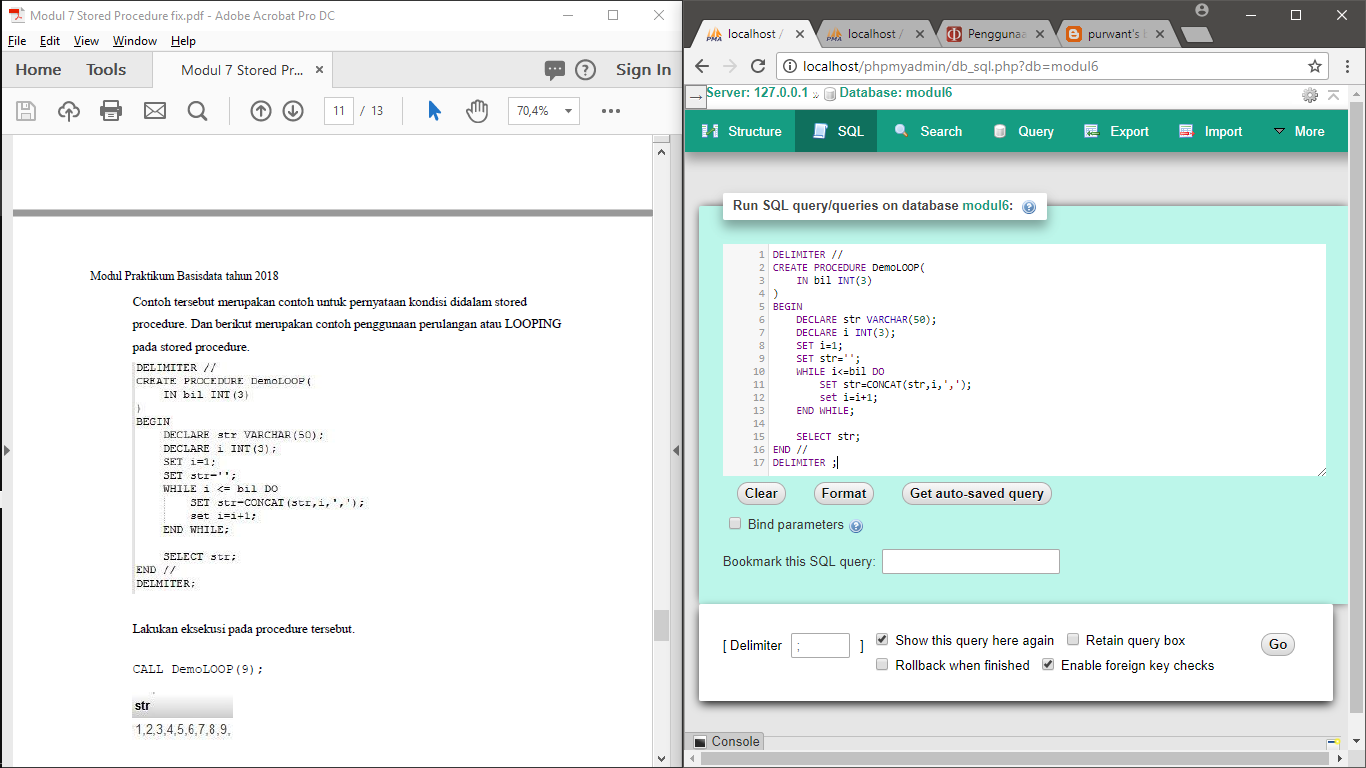 Modul 7 Stored Procedure fix.pdf - Adobe Acrobat Pro DC
File Edit View Window Help
Home Tools Modul 7 Stored Pr... × Sign In
11 / 13 70,4%
Modul Praktikum Basisdata tahun 2018
Contoh tersebut merupakan contoh untuk pernyataan kondisi didalam stored
procedure. Dan berikut merupakan contoh penggunaan perulangan atau LOOPING
pada stored procedure.
DELIMITER //
CREATE PROCEDURE DemoLOOP(
IN bil INT(3)
)
BEGIN
DECLARE str VARCHAR(50);
DECLARE i INT(3);
SET i=1;
SET str='';
WHILE i <= bil DO
SET str=CONCAT(str,i,',');
set i=i+1;
END WHILE;
SELECT str;
END //
DELMITER;
Lakukan eksekusi pada procedure tersebut.
CALL DemoLOOP(9);
str
1,2,3,4,5,6,7,8,9,
localhost / localhost / Penggunaa purwant's
localhost/phpmyadmin/db_sql.php?db=modul6
Server: 127.0.0.1 » Database: modul6
Structure SQL Search Query Export Import More
Run SQL query/queries on database modul6:
1 DELIMITER //
2 CREATE PROCEDURE DemoLOOP(
3 IN bil INT(3)
4 )
5 BEGIN
6 DECLARE str VARCHAR(50);
7 DECLARE i INT(3);
8 SET i=1;
9 SET str='';
10 WHILE i<=bil DO
11 SET str=CONCAT(str,i,',');
12 set i=i+1;
13 END WHILE;
14
15 SELECT str;
16 END //
17 DELIMITER ;
Clear Format Get auto-saved query
Bind parameters
Bookmark this SQL query:
[ Delimiter ; ] Show this query here again Retain query box Go
Rollback when finished Enable foreign key checks
Console